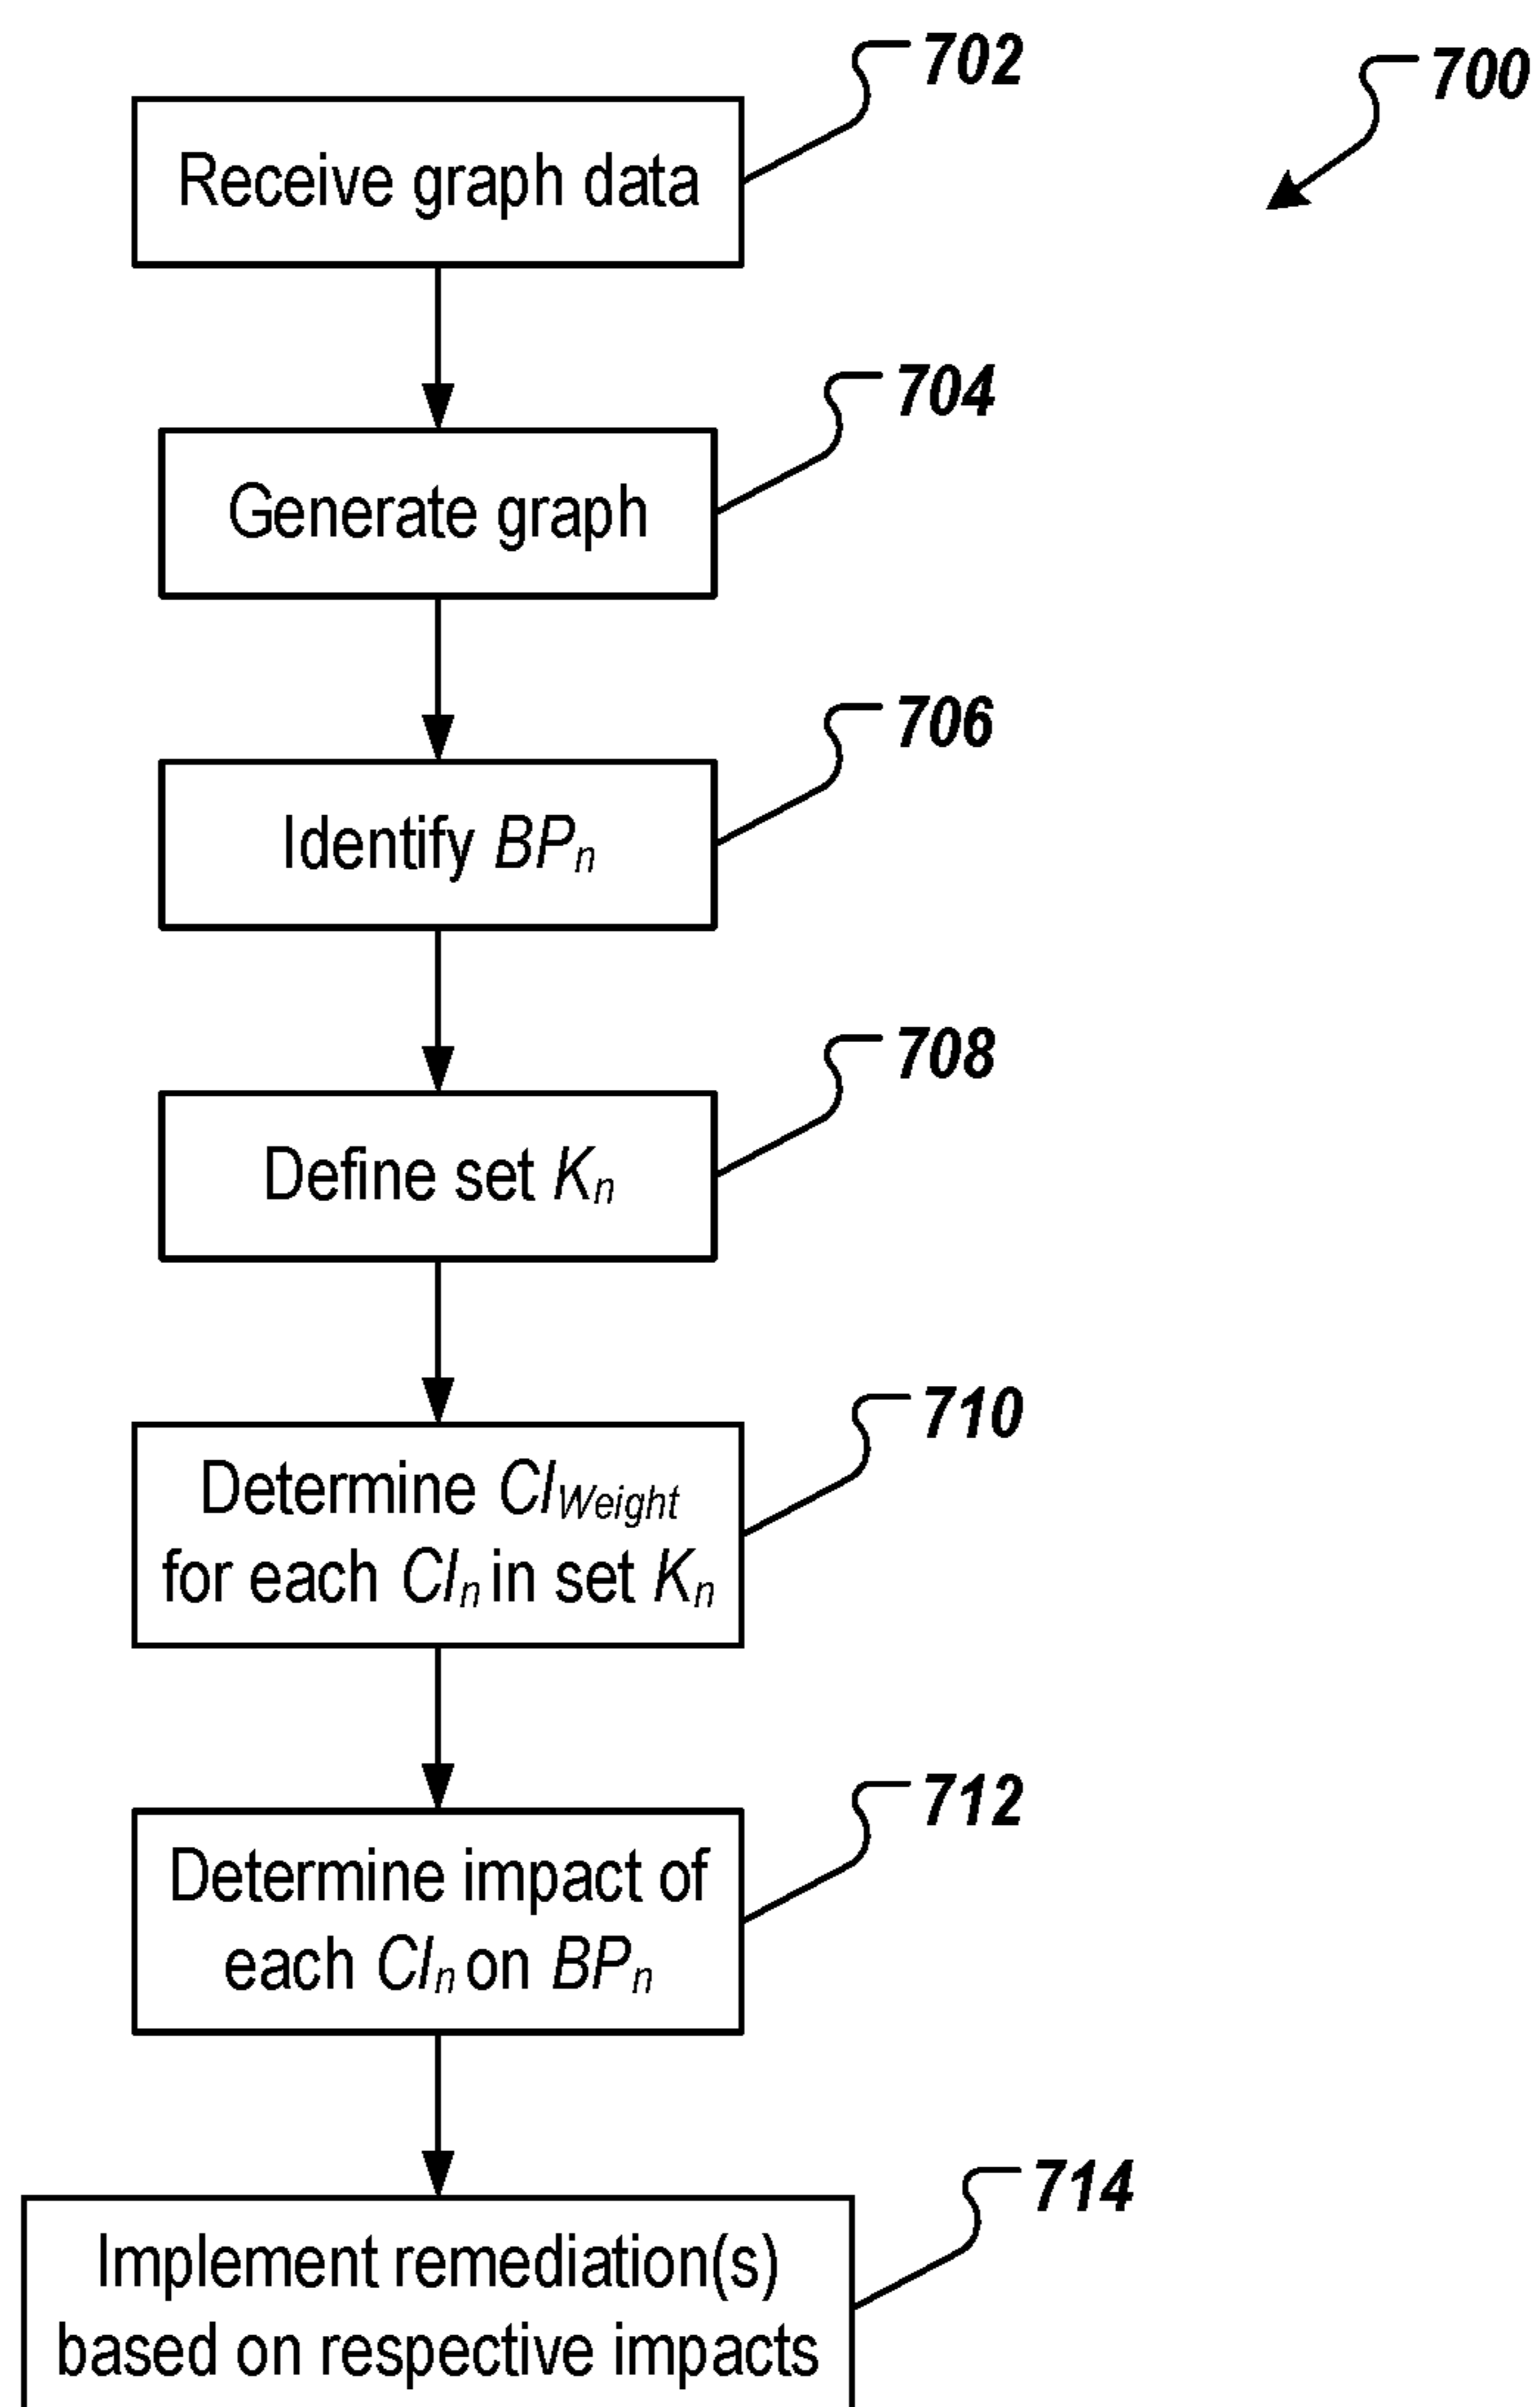 702
700
Receive graph data
704
Generate graph
706
Identify BPn
708
Define set Kn
710
Determine CIWeight
for each CIn in set Kn
712
Determine impact of
each CIn on BPn
714
Implement remediation(s)
based on respective impacts